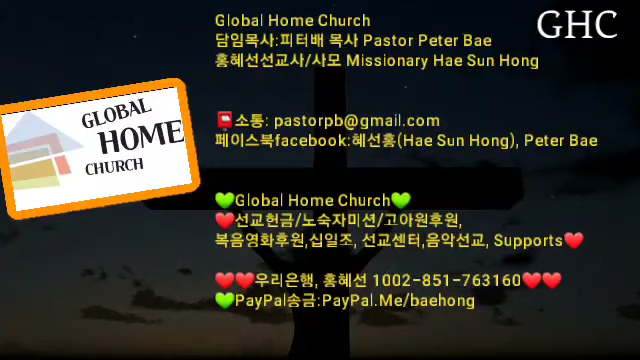 GHC
Global Home Church
담임목사:피터배 목사 Pastor Peter Bae
홍혜선선교사/사모 Missionary Hae Sun Hong
GLOBAL
HOME
CHURCH
📮소통: pastorpb@gmail.com
페이스북facebook:혜선홍(Hae Sun Hong), Peter Bae
💚Global Home Church💚
❤️선교헌금/노숙자미션/고아원후원,
복음영화후원,십일조, 선교센터,음악선교, Supports❤️
❤️❤️우리은행, 홍혜선 1002-851-763160❤️❤️
💚PayPal송금:PayPal.Me/baehong